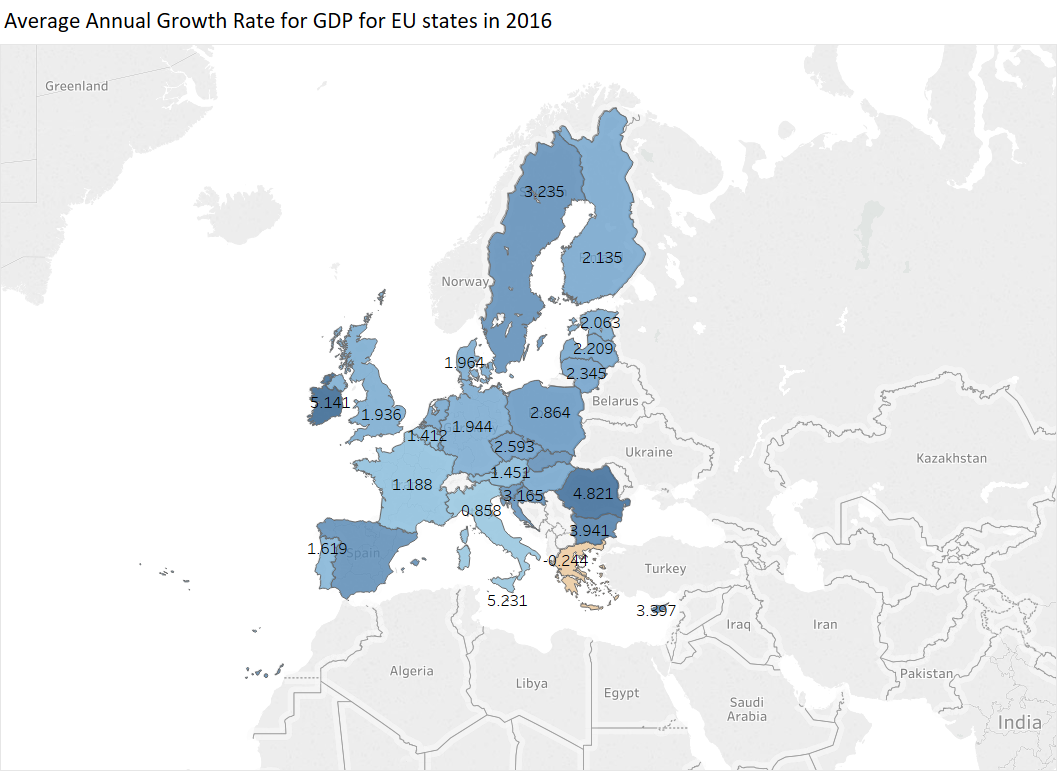 Average Annual Growth Rate for GDP for EU states in 2016
Greenland
3.235
2.135
Norway
2.063
2.209
1.964
2.345
Belarus
5.141
1.936
2.864
1.944
1.412
2.593
Ukraine
Kazakhstan
1.451
1.188
3.165
4.821
0.858
3.941
1.619
Spain
-0.244
Turkey
5.231
3.397
Iraq
Iran
Algeria
Libya
Egypt
Pakistan
Saudi
Arabia
India